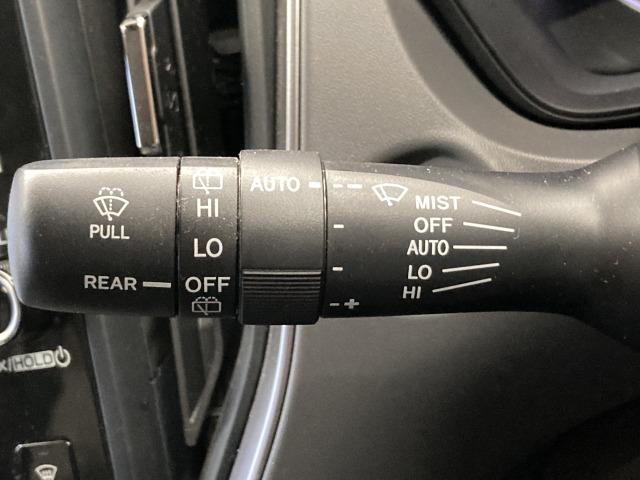 PULL
REAR
HI
LO
OFF
AUTO
- +
MIST
OFF
AUTO
LO
HI
HOLD